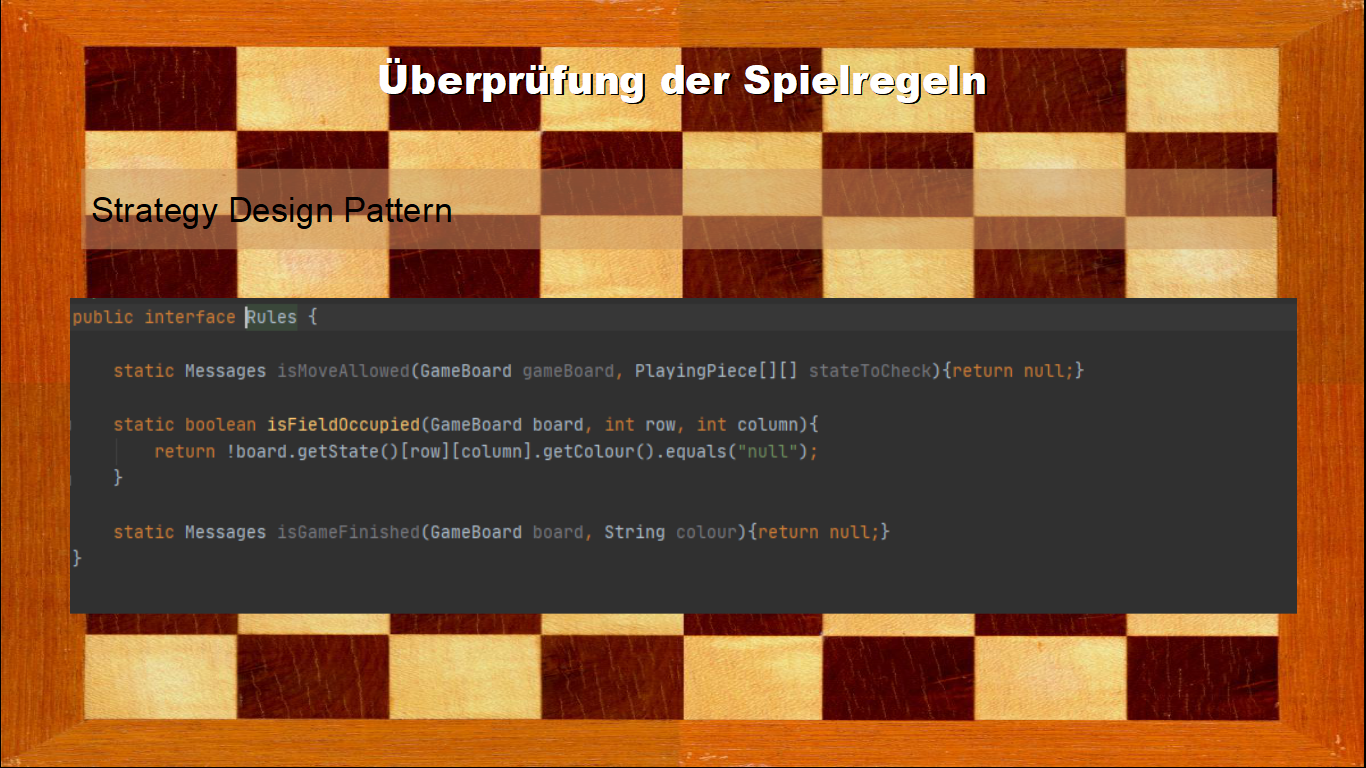 Überprüfung der Spielregeln
Strategy Design Pattern
public interface Rules {
static Messages isMoveAllowed(GameBoard gameBoard, PlayingPiece[][] stateToCheck){return null;}
static boolean isFieldOccupied(GameBoard board, int row, int column){
return !board.getState()[row][column].getColour().equals("null");
}
static Messages isGameFinished(GameBoard board, String colour){return null;}
}